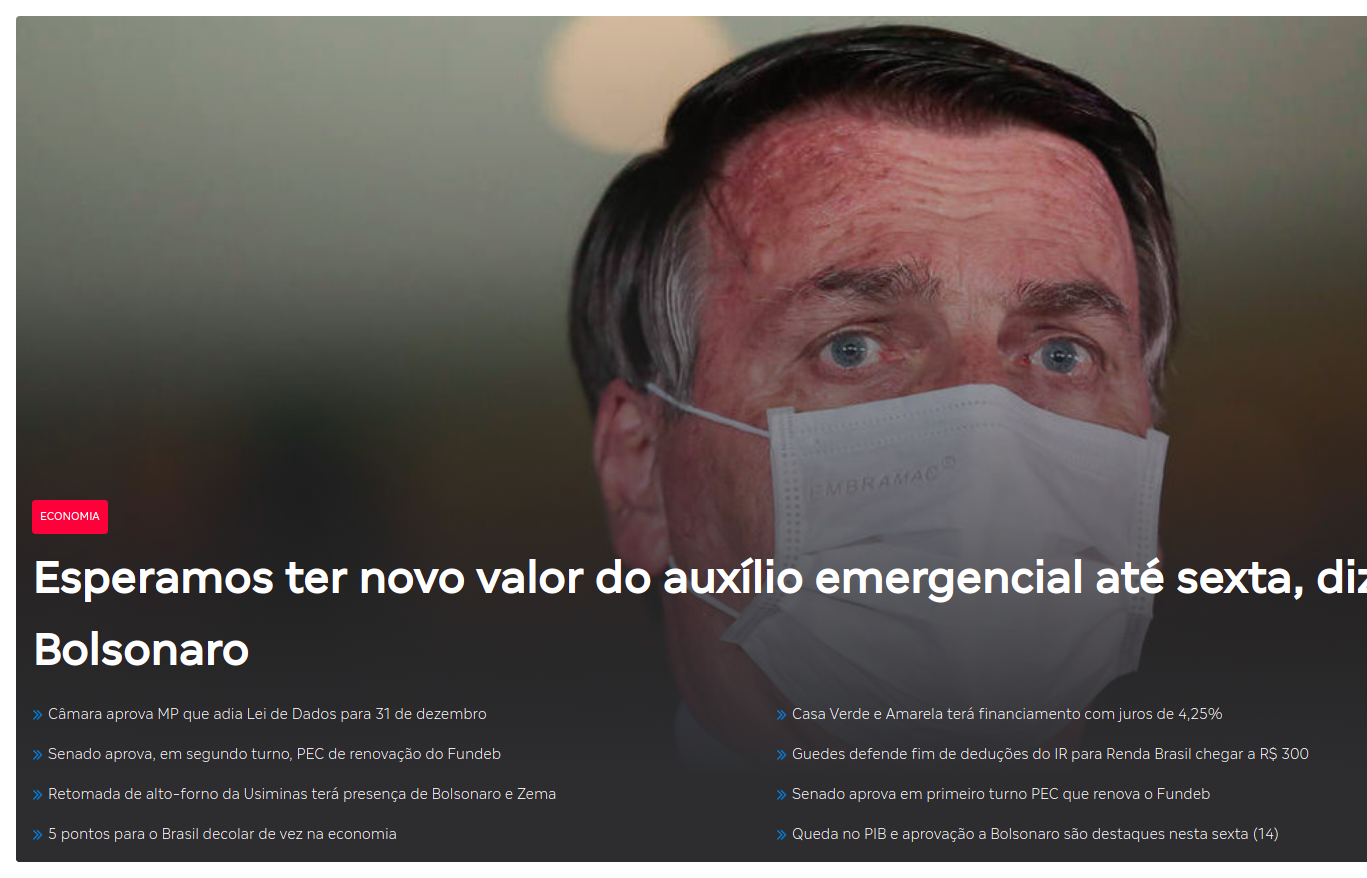 EMBRAMAC®
ECONOMIA
Esperamos ter novo valor do auxílio emergencial até sexta, diz
Bolsonaro
» Câmara aprova MP que adia Lei de Dados para 31 de dezembro
» Casa Verde e Amarela terá financiamento com juros de 4,25%
» Senado aprova, em segundo turno, PEC de renovação do Fundeb
» Guedes defende fim de deduções do IR para Renda Brasil chegar a R$ 300
» Retomada de alto-forno da Usiminas terá presença de Bolsonaro e Zema
» Senado aprova em primeiro turno PEC que renova o Fundeb
» 5 pontos para o Brasil decolar de vez na economia
» Queda no PIB e aprovação a Bolsonaro são destaques nesta sexta (14)